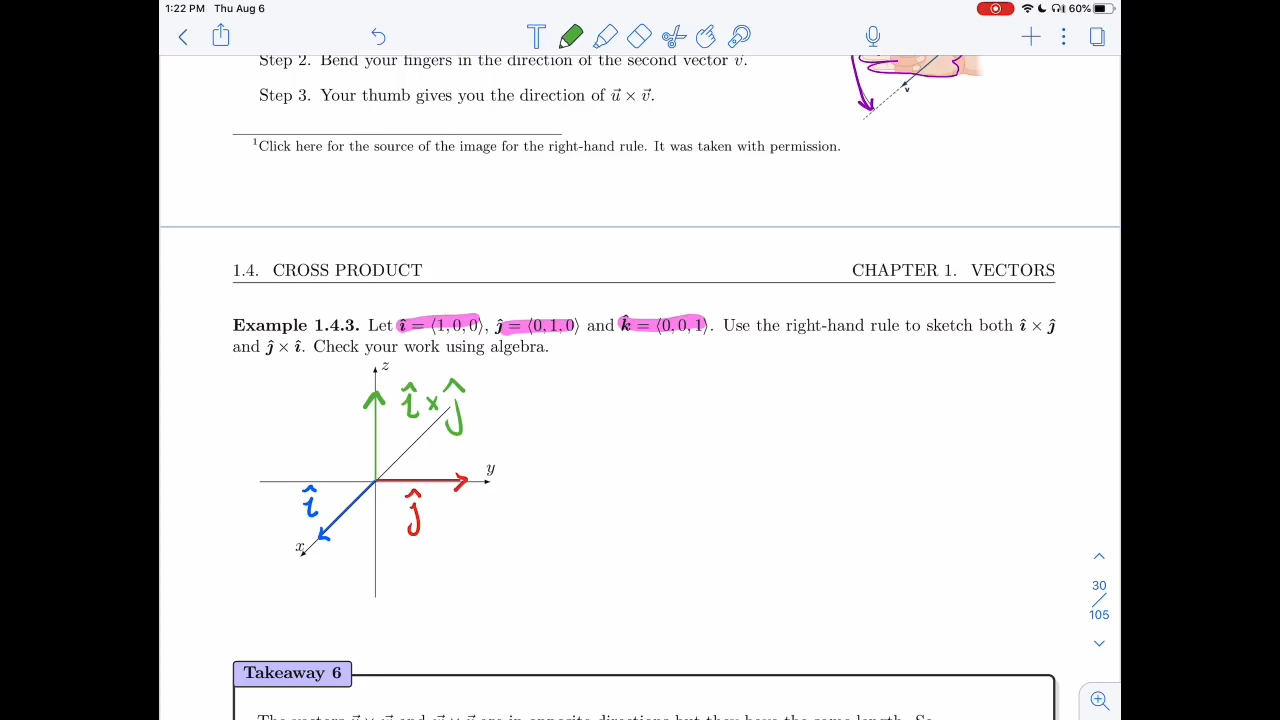 1:22 PM Thu Aug 6
60%
T
Step 2. Bend your fingers in the direction of the second vector v⃗.
Step 3. Your thumb gives you the direction of u⃗ × v⃗.
v
¹Click here for the source of the image for the right-hand rule. It was taken with permission.
1.4. CROSS PRODUCT CHAPTER 1. VECTORS
Example 1.4.3. Let î = ⟨1, 0, 0⟩, ĵ = ⟨0, 1, 0⟩ and k̂ = ⟨0, 0, 1⟩. Use the right-hand rule to sketch both î × ĵ
and ĵ × î. Check your work using algebra.
z
î × ĵ
y
î
ĵ
x
30
105
Takeaway 6